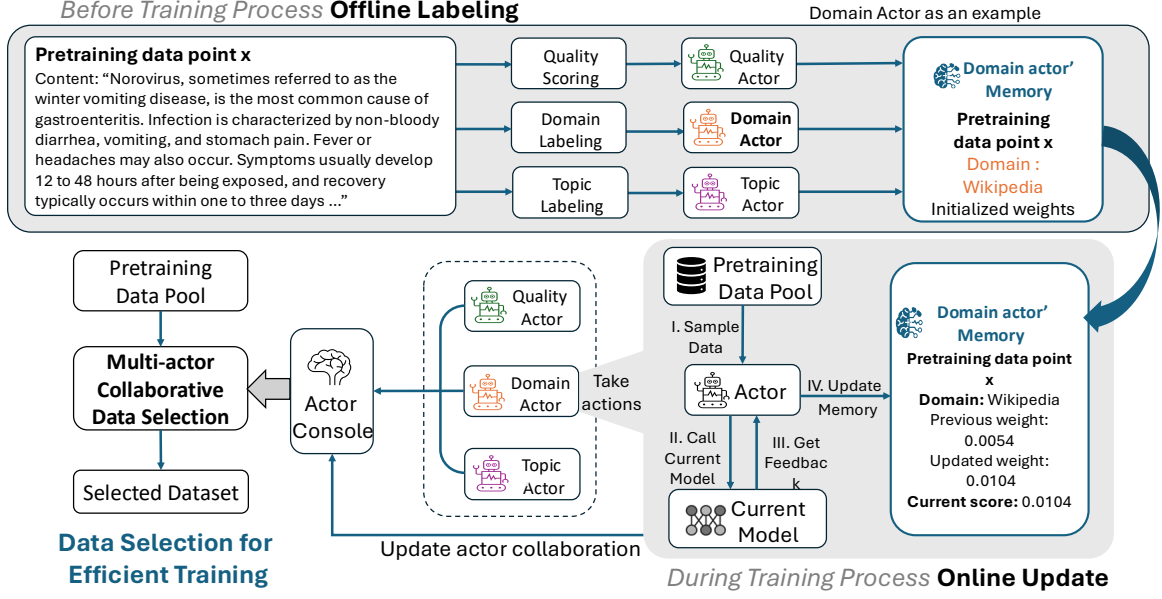 Before Training Process Offline Labeling
Domain Actor as an example
Pretraining data point x
Content: “Norovirus, sometimes referred to as the
winter vomiting disease, is the most common cause of
gastroenteritis. Infection is characterized by non-bloody
diarrhea, vomiting, and stomach pain. Fever or
headaches may also occur. Symptoms usually develop
12 to 48 hours after being exposed, and recovery
typically occurs within one to three days ...”
Quality
Scoring
Quality
Actor
Domain
Labeling
Domain
Actor
Topic
Labeling
Topic
Actor
Domain actor’
Memory
Pretraining
data point x
Domain :
Wikipedia
Initialized weights
Pretraining
Data Pool
Multi-actor
Collaborative
Data Selection
Selected Dataset
Data Selection for
Efficient Training
Actor
Console
Quality
Actor
Domain
Actor
Topic
Actor
Take
actions
Update actor collaboration
Pretraining
Data Pool
I. Sample
Data
Actor
II. Call
Current
Model
III. Get
Feedbac
k
IV. Update
Memory
Current
Model
Domain actor’
Memory
Pretraining data point
x
Domain: Wikipedia
Previous weight:
0.0054
Updated weight:
0.0104
Current score: 0.0104
During Training Process Online Update